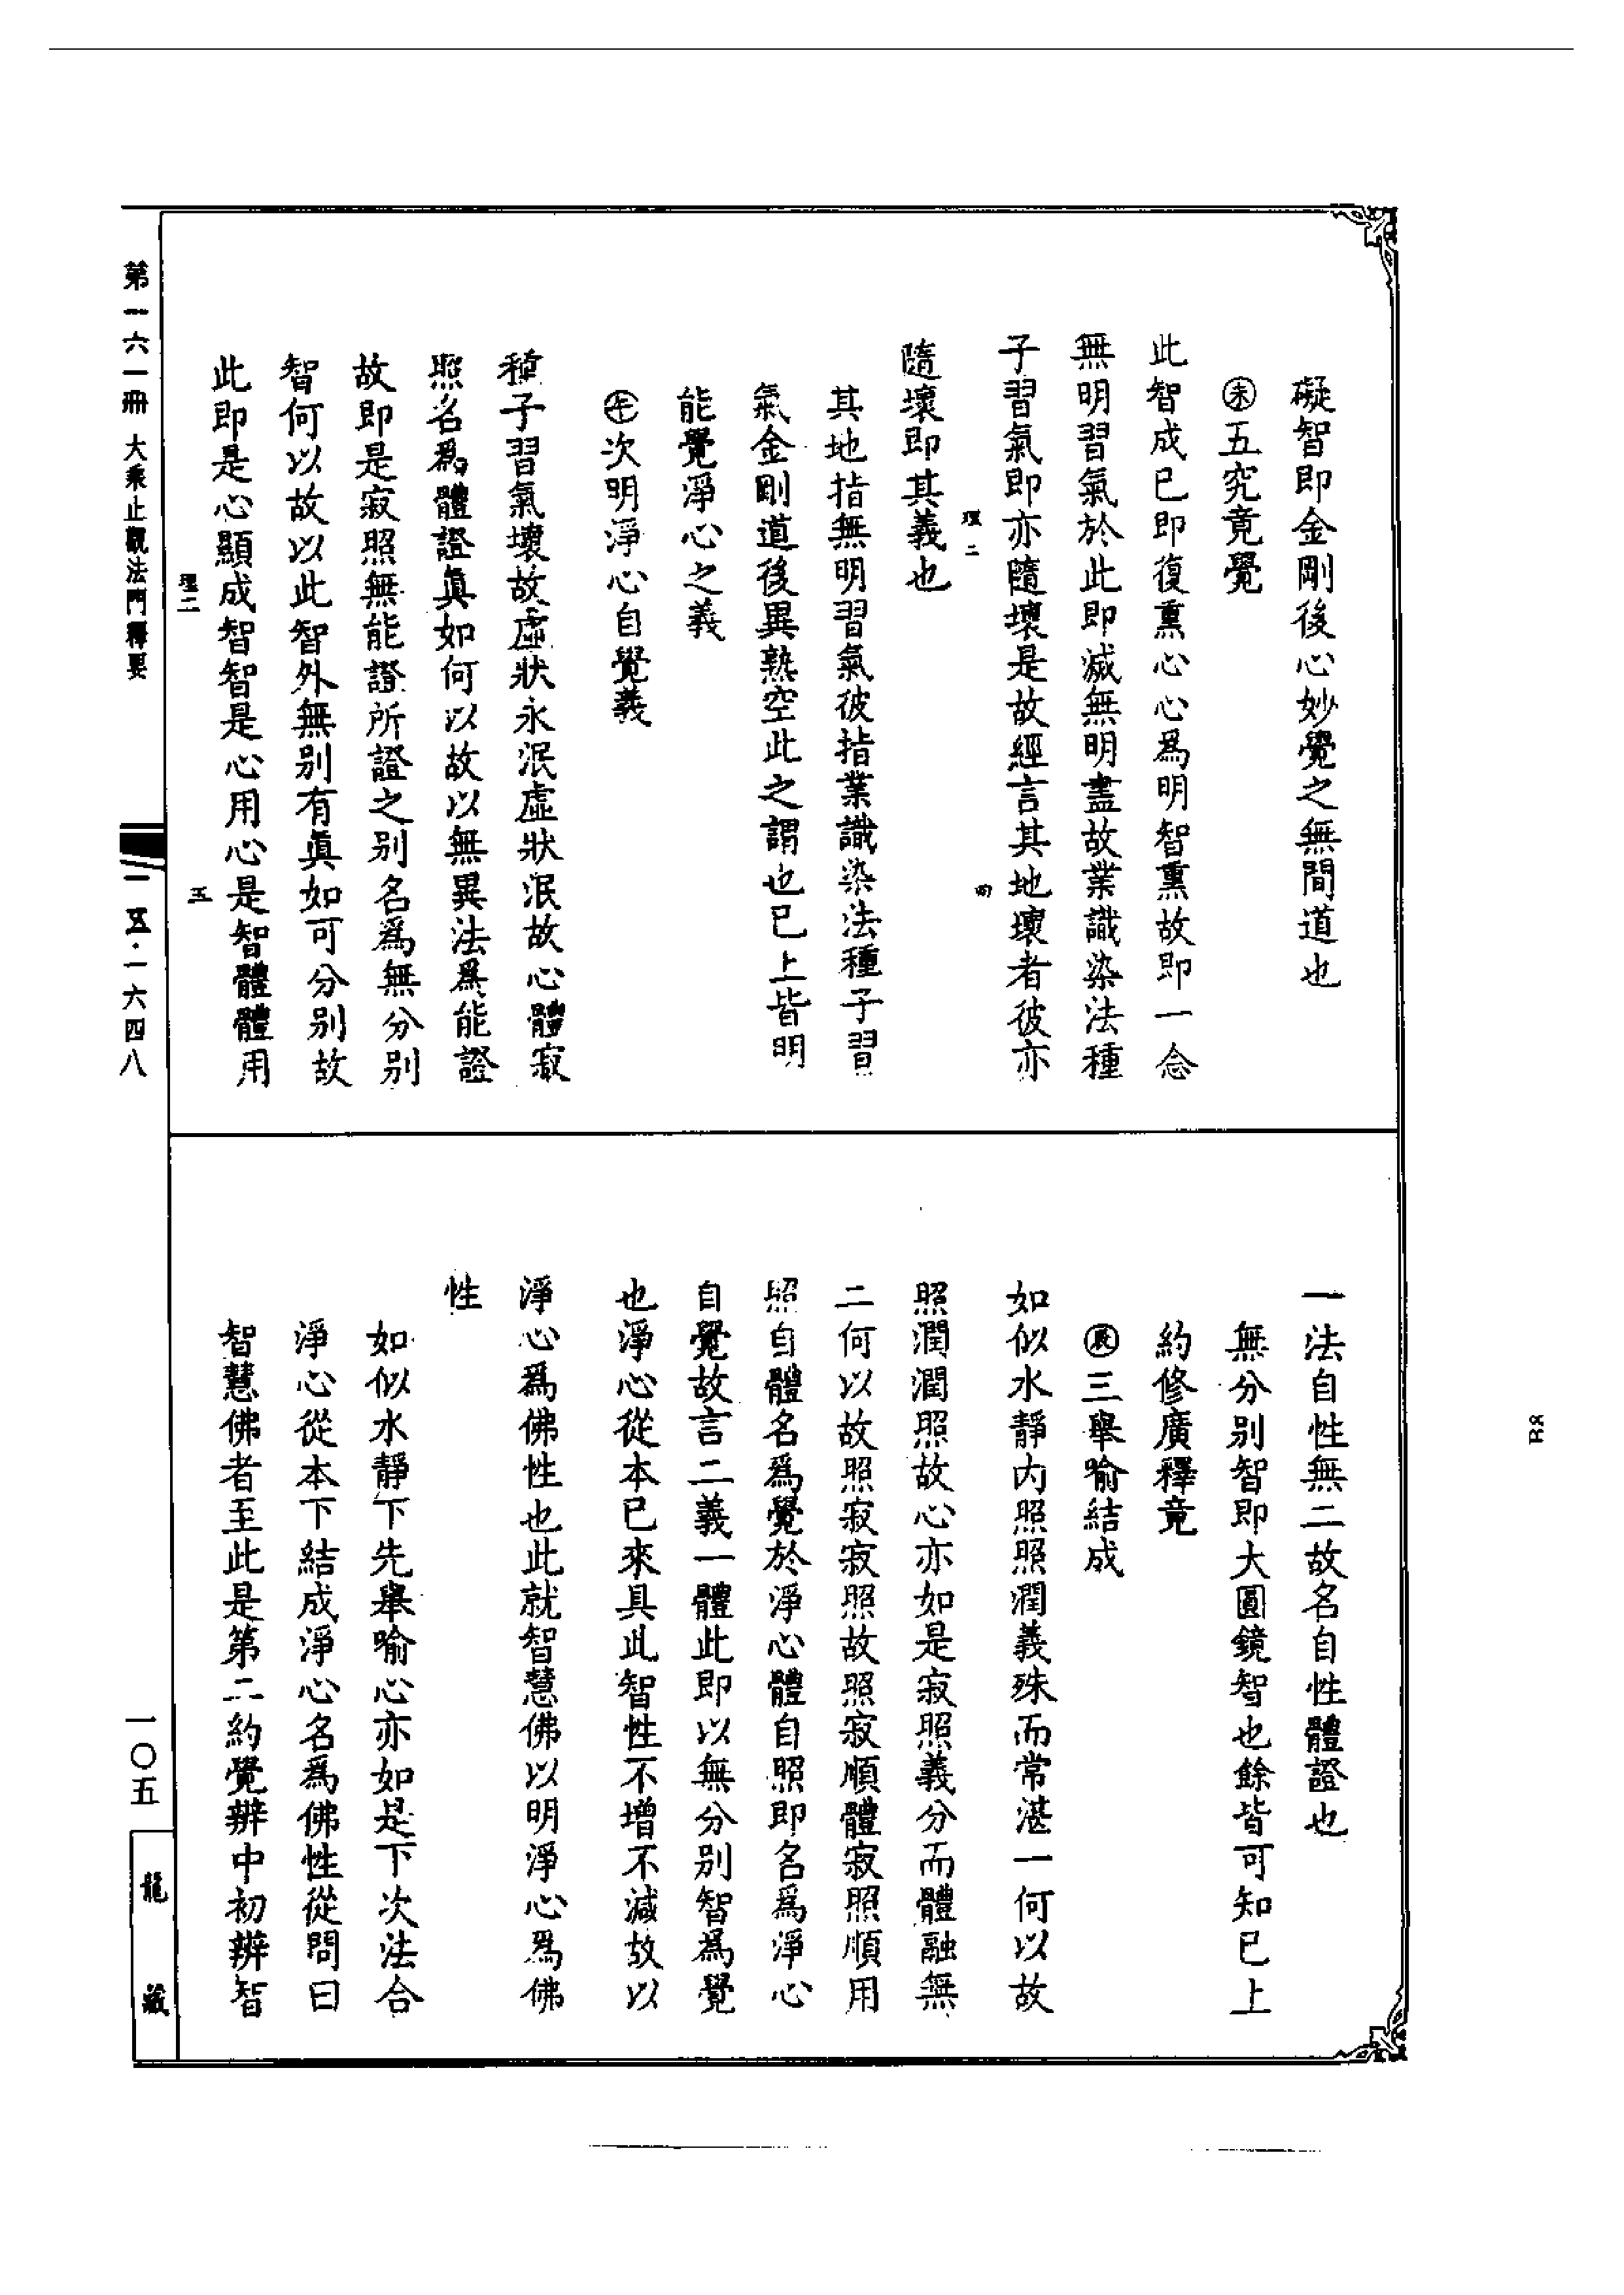 礙智即金剛後心妙覺之無間道也
㊍五究竟覺
此智成已即復熏心心為明智熏故即一念
無明習氣於此即滅無明盡故業識染法種
子習氣即亦隨壞是故經言其地壞者彼亦
理二
四
隨壞即其義也
其地指無明習氣彼指業識染法種子習
氣金剛道後異熟空此之謂也已上皆明
能覺淨心之義
次明淨心自覺義
種子習氣壞故虛狀永泯虛狀泯故心體寂
照名為體證真如何以故以無異法為能證
故即是寂照無能證所證之別名為無分別
智何以故以此智外無別有真如可分別故
此即是心顯成智智是心用心是智體體用
理二
五
一法自性無二故名自性體證也
無分別智即大圓鏡智也餘皆可知已上
約修廣釋竟
辰三舉喻結成
如似水靜內照照潤義殊而常湛一何以故
照潤潤照故心亦如是寂照義分而體融無
二何以故照寂寂照故照寂順體寂照順用
照自體名為覺於淨心體自照即名為淨心
自覺故言二義一體此即以無分別智為覺
也淨心從本已來具此智性不增不減故以
淨心為佛性也此就智慧佛以明淨心為佛
性
如似水靜下先舉喻心亦如是下次法合
淨心從本下結成淨心名為佛性從問曰
智慧佛者至此是第二約覺辨中初辨智
第一六一冊 大乘止觀法門釋要
一五·一六四八
一〇五
龍藏
B8